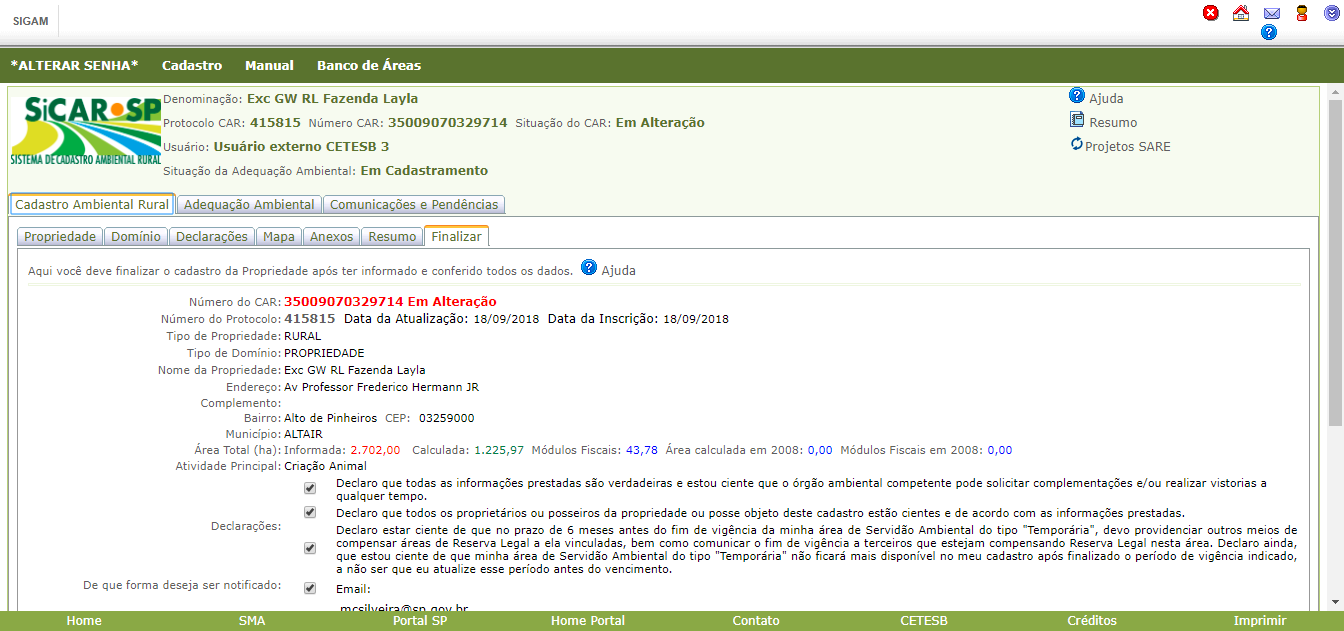 SIGAM
*ALTERAR SENHA* Cadastro Manual Banco de Áreas
SiCAR SP
SISTEMA DE CADASTRO AMBIENTAL RURAL
Denominação: Exc GW RL Fazenda Layla
Protocolo CAR: 415815 Número CAR: 35009070329714 Situação do CAR: Em Alteração
Usuário: Usuário externo CETESB 3
Situação da Adequação Ambiental: Em Cadastramento
Ajuda
Resumo
Projetos SARE
Cadastro Ambiental Rural Adequação Ambiental Comunicações e Pendências
Propriedade Domínio Declarações Mapa Anexos Resumo Finalizar
Aqui você deve finalizar o cadastro da Propriedade após ter informado e conferido todos os dados. Ajuda
Número do CAR: 35009070329714 Em Alteração
Número do Protocolo: 415815 Data da Atualização: 18/09/2018 Data da Inscrição: 18/09/2018
Tipo de Propriedade: RURAL
Tipo de Domínio: PROPRIEDADE
Nome da Propriedade: Exc GW RL Fazenda Layla
Endereço: Av Professor Frederico Hermann JR
Complemento:
Bairro: Alto de Pinheiros CEP: 03259000
Município: ALTAIR
Área Total (ha): Informada: 2.702,00 Calculada: 1.225,97 Módulos Fiscais: 43,78 Área calculada em 2008: 0,00 Módulos Fiscais em 2008: 0,00
Atividade Principal: Criação Animal
Declarações:
Declaro que todas as informações prestadas são verdadeiras e estou ciente que o órgão ambiental competente pode solicitar complementações e/ou realizar vistorias a
qualquer tempo.
Declaro que todos os proprietários ou posseiros da propriedade ou posse objeto deste cadastro estão cientes e de acordo com as informações prestadas.
Declaro estar ciente de que no prazo de 6 meses antes do fim de vigência da minha área de Servidão Ambiental do tipo "Temporária", devo providenciar outros meios de
compensar áreas de Reserva Legal a ela vinculadas, bem como comunicar o fim de vigência a terceiros que estejam compensando Reserva Legal nesta área. Declaro ainda,
que estou ciente de que minha área de Servidão Ambiental do tipo "Temporária" não ficará mais disponível no meu cadastro após finalizado o período de vigência indicado,
a não ser que eu atualize esse período antes do vencimento.
De que forma deseja ser notificado: Email:
mcsilveira@sp.gov.br
Home SMA Portal SP Home Portal Contato CETESB Créditos Imprimir